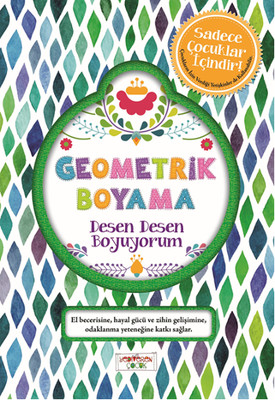 Sadece
Çocuklar
İçindir!
GEOMETRİK
BOYAMA
Desen Desen
Boyuyorum
El becerisine, hayal gücü ve zihin gelişimine,
odaklanma yeteneğine katkı sağlar.
ÇOCUK